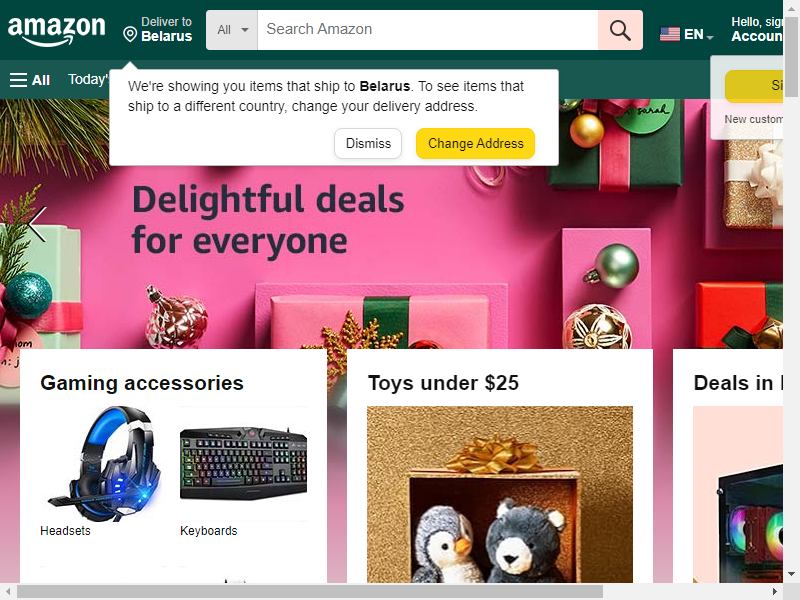 amazon
Deliver to
Belarus
All
Search Amazon
EN
Hello, sign
Accoun
All
Today's
We're showing you items that ship to Belarus. To see items that
ship to a different country, change your delivery address.
Dismiss
Change Address
Si
New custom
sarah
Delightful deals
for everyone
Gaming accessories
Headsets
Keyboards
Toys under $25
Deals in